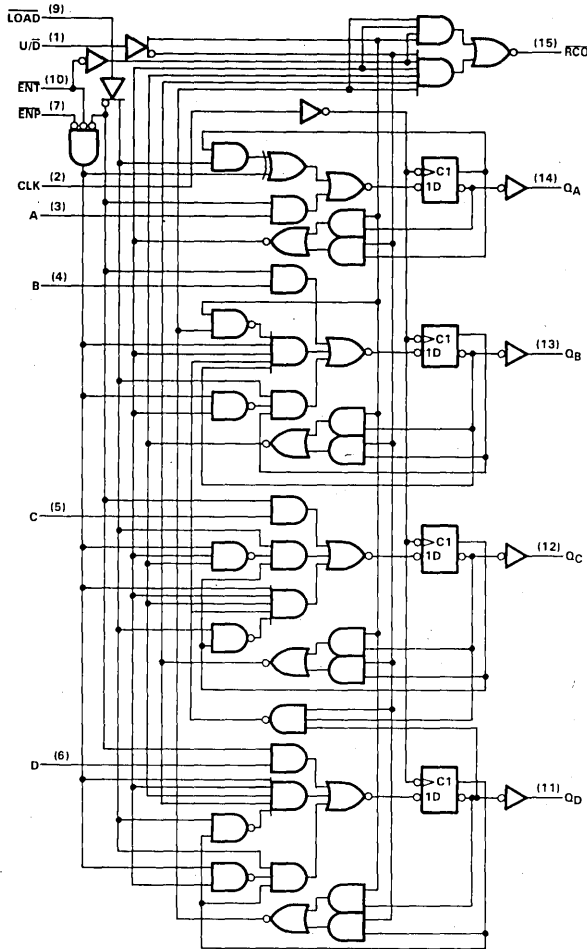 LOAD (9)
U/D (1)
ENT (10)
ENP (7)
CLK (2)
A (3)
B (4)
C (5)
D (6)
(15) RCO
C1
1D
(14) QA
C1
1D
(13) QB
C1
1D
(12) QC
C1
1D
(11) QD